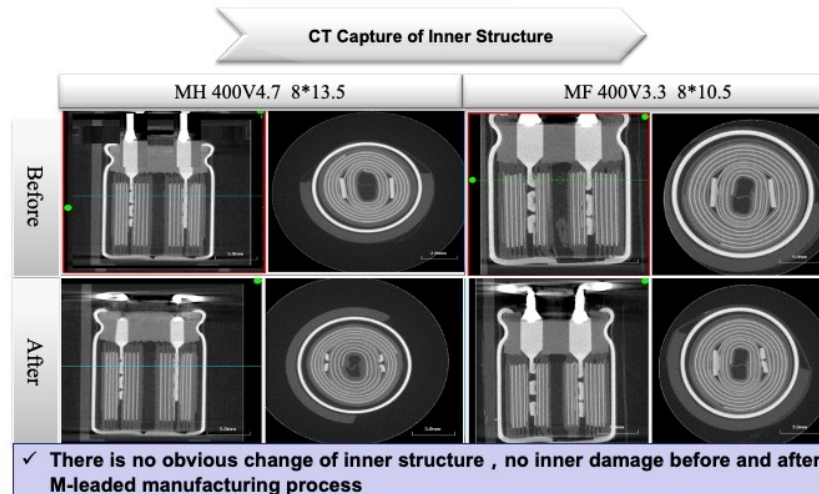 CT Capture of Inner Structure
MH 400V4.7 8*13.5
MF 400V3.3 8*10.5
Before
After
✓ There is no obvious change of inner structure , no inner damage before and after
M-leaded manufacturing process